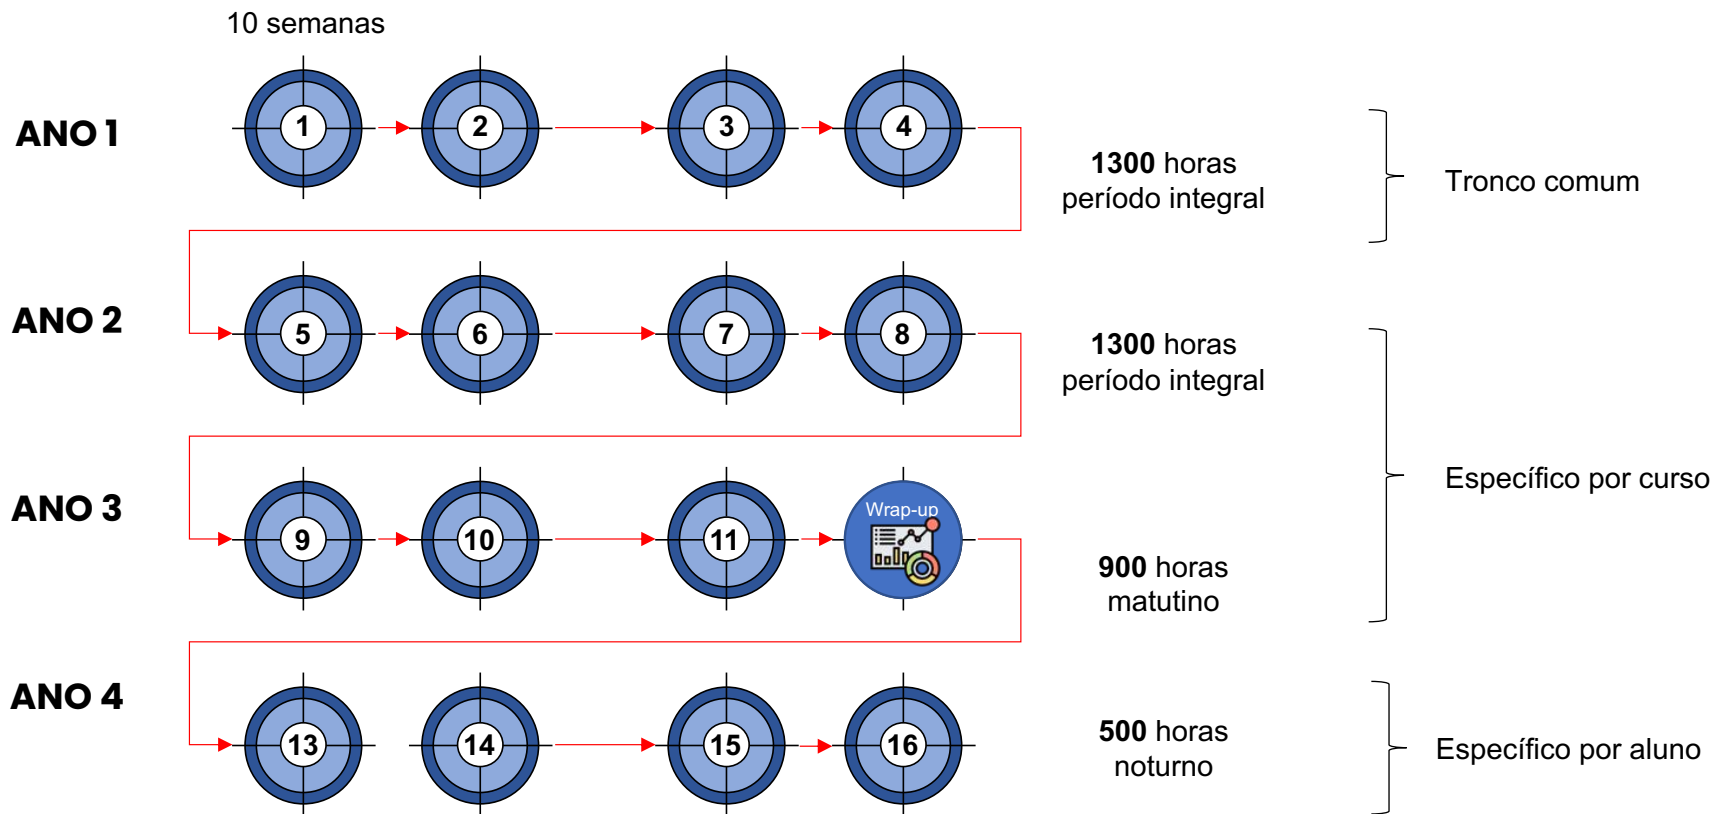 10 semanas
ANO 1
1
2
3
4
1300 horas
período integral
Tronco comum
ANO 2
5
6
7
8
1300 horas
período integral
Específico por curso
ANO 3
9
10
11
Wrap-up
900 horas
matutino
ANO 4
13
14
15
16
500 horas
noturno
Específico por aluno